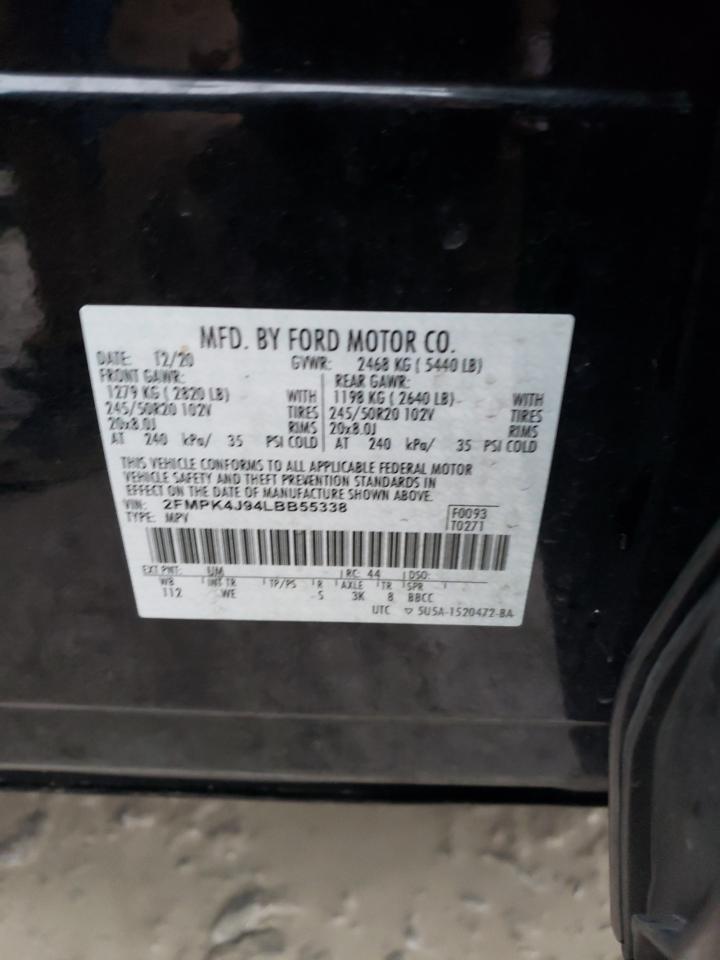 MFD. BY FORD MOTOR CO.
DATE: 12/20 GVWR: 2468 KG ( 5440 LB)
FRONT GAWR: REAR GAWR:
1279 KG ( 2820 LB) WITH 1198 KG ( 2640 LB) WITH
245/50R20 102V TIRES 245/50R20 102V TIRES
20x8.0J RIMS 20x8.0J RIMS
AT 240 kPa/ 35 PSI COLD AT 240 kPa/ 35 PSI COLD
THIS VEHICLE CONFORMS TO ALL APPLICABLE FEDERAL MOTOR
VEHICLE SAFETY AND THEFT PREVENTION STANDARDS IN
EFFECT ON THE DATE OF MANUFACTURE SHOWN ABOVE.
VIN: 2FMPK4J94LBB55338 F0093
TYPE: MPV T0271
EXT PNT: UM RC: 44 DSO:
WB INT TR TP/PS R AXLE TR SPR
112 WE 5 3K 8 BBCC
UTC ▽ 5U5A-1520472-BA